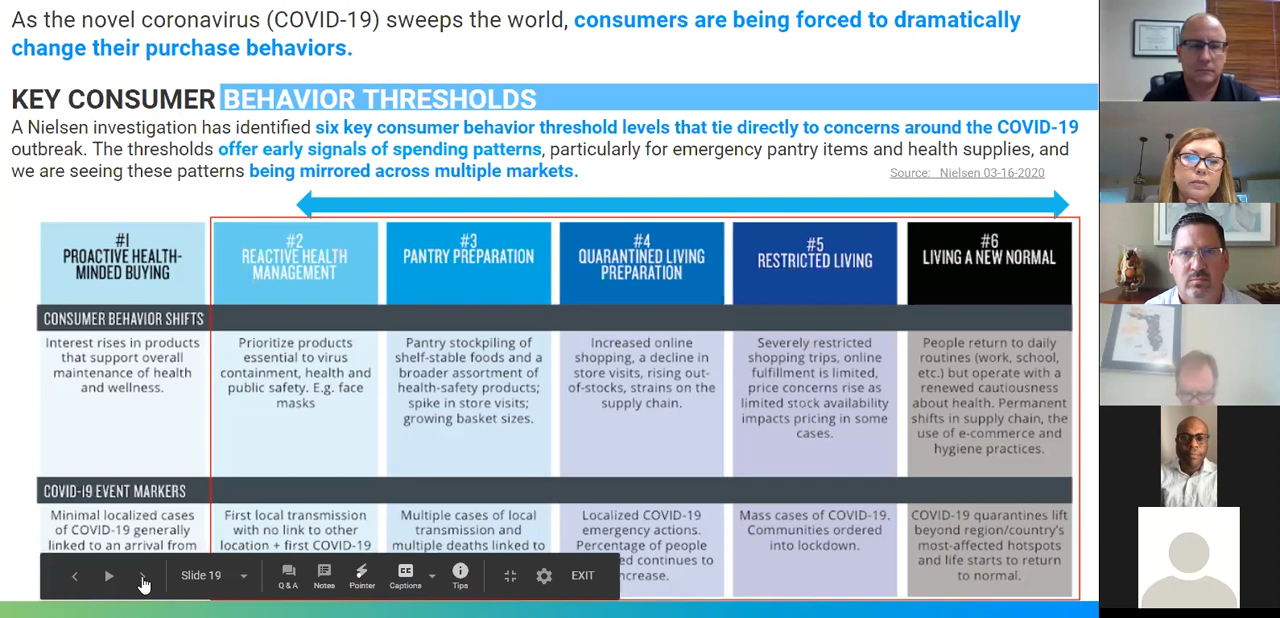 As the novel coronavirus (COVID-19) sweeps the world, consumers are being forced to dramatically
change their purchase behaviors.
KEY CONSUMER BEHAVIOR THRESHOLDS
A Nielsen investigation has identified six key consumer behavior threshold levels that tie directly to concerns around the COVID-19
outbreak. The thresholds offer early signals of spending patterns, particularly for emergency pantry items and health supplies, and
we are seeing these patterns being mirrored across multiple markets.
Source: Nielsen 03-16-2020
#1
PROACTIVE HEALTH-
MINDED BUYING
#2
REACTIVE HEALTH
MANAGEMENT
#3
PANTRY PREPARATION
#4
QUARANTINED LIVING
PREPARATION
#5
RESTRICTED LIVING
#6
LIVING A NEW NORMAL
CONSUMER BEHAVIOR SHIFTS
Interest rises in products
that support overall
maintenance of health
and wellness.
Prioritize products
essential to virus
containment, health and
public safety. E.g. face
masks
Pantry stockpiling of
shelf-stable foods and a
broader assortment of
health-safety products;
spike in store visits;
growing basket sizes.
Increased online
shopping, a decline in
store visits, rising out-
of-stocks, strains on the
supply chain.
Severely restricted
shopping trips, online
fulfillment is limited,
price concerns rise as
limited stock availability
impacts pricing in some
cases.
People return to daily
routines (work, school,
etc.) but operate with a
renewed cautiousness
about health. Permanent
shifts in supply chain, the
use of e-commerce and
hygiene practices.
COVID-19 EVENT MARKERS
Minimal localized cases
of COVID-19 generally
linked to an arrival from
First local transmission
with no link to other
location + first COVID-19
Multiple cases of local
transmission and
multiple deaths linked to
Localized COVID-19
emergency actions.
Percentage of people
continues to
increase.
Mass cases of COVID-19.
Communities ordered
into lockdown.
COVID-19 quarantines lift
beyond region/country's
most-affected hotspots
and life starts to return
to normal.
Slide 19
Q & A
Notes
Pointer
CC
Captions
Tips
EXIT